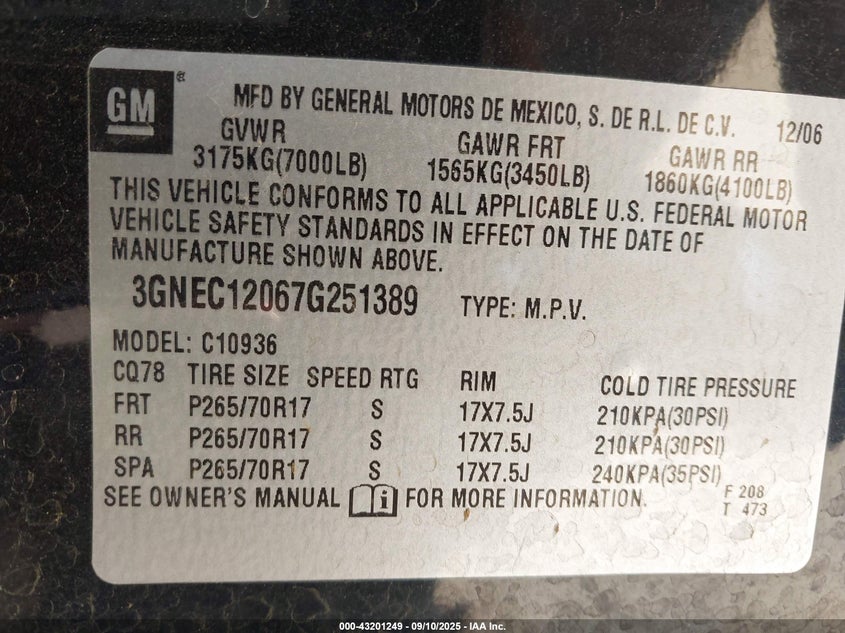 GM ®
MFD BY GENERAL MOTORS DE MEXICO, S. DE R.L. DE C.V. 12/06
GVWR GAWR FRT GAWR RR
3175KG(7000LB) 1565KG(3450LB) 1860KG(4100LB)
THIS VEHICLE CONFORMS TO ALL APPLICABLE U.S. FEDERAL MOTOR
VEHICLE SAFETY STANDARDS IN EFFECT ON THE DATE OF
MANUFACTURE SHOWN ABOVE.
3GNEC12067G251389 TYPE: M.P.V.
MODEL: C10936
CQ78 TIRE SIZE SPEED RTG RIM COLD TIRE PRESSURE
FRT P265/70R17 S 17X7.5J 210KPA(30PSI)
RR P265/70R17 S 17X7.5J 210KPA(30PSI)
SPA P265/70R17 S 17X7.5J 240KPA(35PSI)
SEE OWNER'S MANUAL i FOR MORE INFORMATION.
F 208
T 473
000-43201249 - 09/10/2025 - IAA Inc.